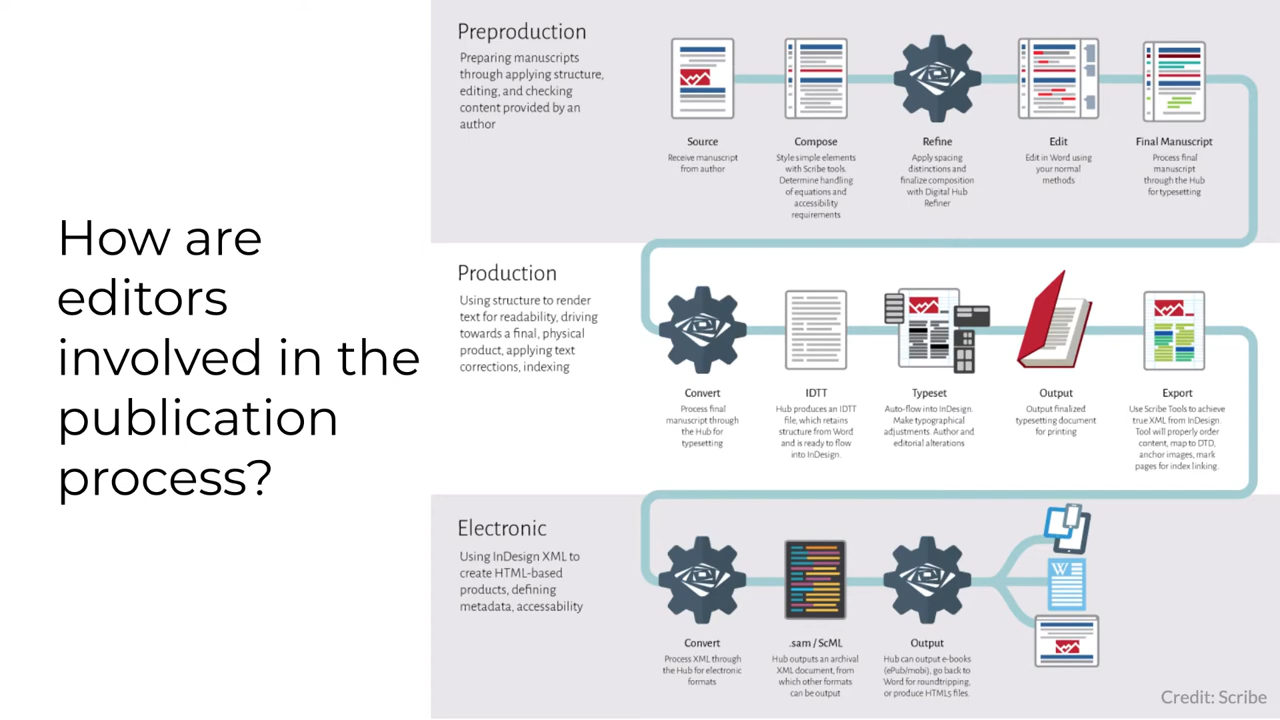 How are
editors
involved in the
publication
process?
Preproduction
Preparing manuscripts
through applying structure,
editing, and checking
content provided by an
author
Source
Receive manuscript
from author
Compose
Style simple elements
with Scribe tools.
Determine handling
of equations and
accessibility
requirements
Refine
Apply spacing
distinctions and
finalize composition
with Digital Hub
Refiner
Edit
Edit in Word using
your normal
methods
Final Manuscript
Process final
manuscript
through the Hub
for typesetting
Production
Using structure to render
text for readability, driving
towards a final, physical
product, applying text
corrections, indexing
Convert
Process final
manuscript through
the Hub for
typesetting
IDTT
Hub produces an IDTT
file, which retains
structure from Word
and is ready to flow
into InDesign.
Typeset
Auto-flow into InDesign.
Make typographical
adjustments. Author and
editorial alterations
Output
Output finalized
typesetting document
for printing
Export
Use Scribe Tools to achieve
true XML from InDesign.
Tool will properly order
content, map to DTD,
anchor images, mark
pages for index linking.
Electronic
Using InDesign XML to
create HTML-based
products, defining
metadata, accessability
Convert
Process XML through
the Hub for electronic
formats
.sam / ScML
Hub outputs an archival
XML document, from
which other formats
can be output
Output
Hub can output e-books
(ePub/mobi), go back to
Word for roundtripping,
or produce HTML5 files.
W
Credit: Scribe